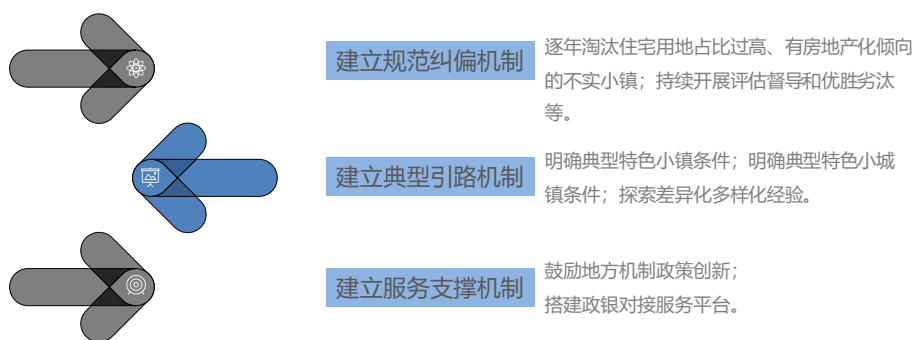 建立规范纠偏机制
逐年淘汰住宅用地占比过高、有房地产化倾向
的不实小镇；持续开展评估督导和优胜劣汰
等。
建立典型引路机制
明确典型特色小镇条件；明确典型特色小城
镇条件；探索差异化多样化经验。
建立服务支撑机制
鼓励地方机制政策创新；
搭建政银对接服务平台。